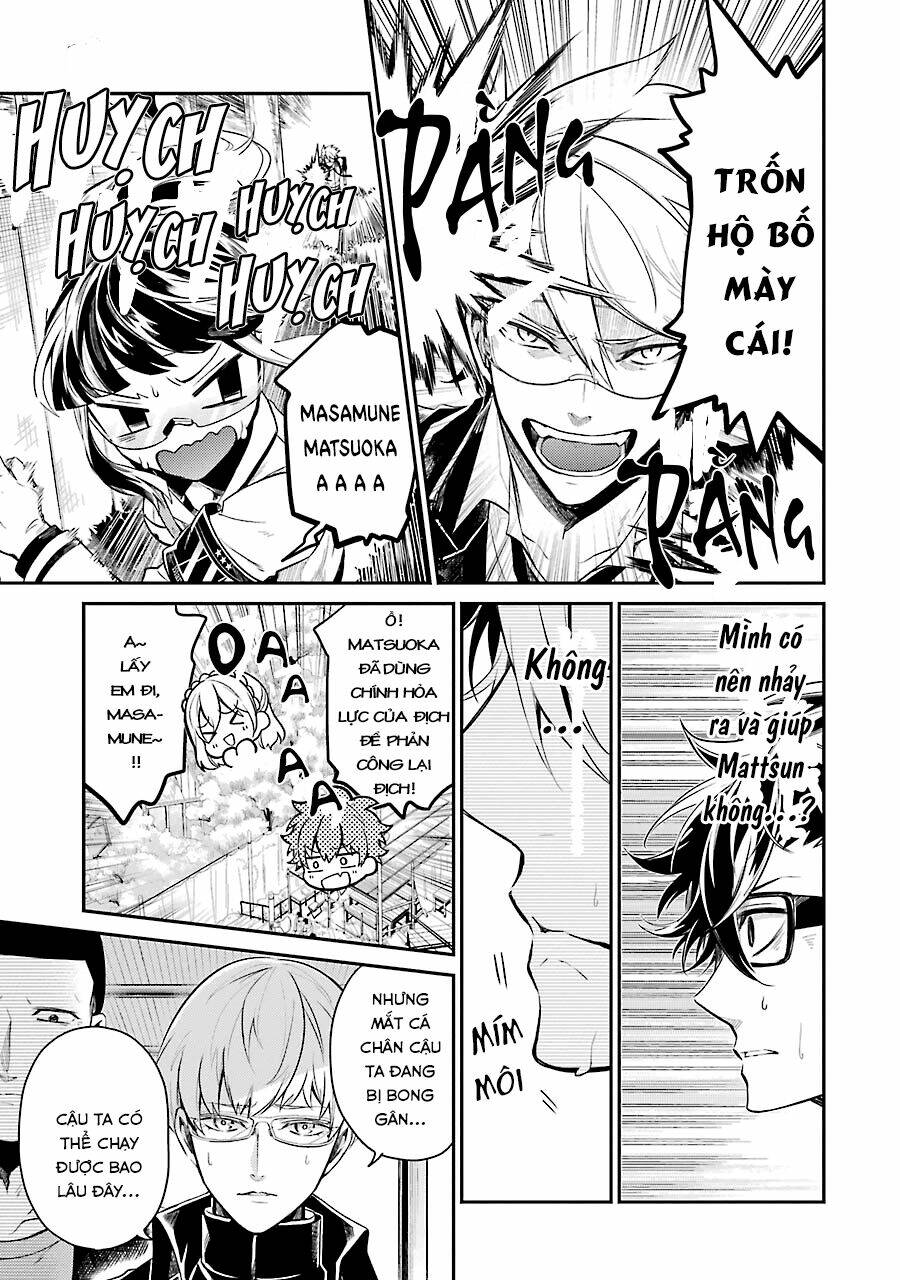 TRỐN
HỘ BỐ
MÀY
CÁI!
PẰNG
PẰNG
HUỴCH
HUỴCH
HUỴCH
HUỴCH
MASAMUNE
MATSUOKA
A A A A
Mình có
nên nhảy
ra và giúp
Mattsun
không...?
Không
...
MÍM
MÔI
Ồ!
MATSUOKA
ĐÃ DÙNG
CHÍNH HỎA
LỰC CỦA ĐỊCH
ĐỂ PHẢN
CÔNG LẠI
ĐỊCH!
OA
A
A
A
A~
LẤY
EM ĐI,
MASA-
MUNE~
!!
NHƯNG
MẮT CÁ
CHÂN CẬU
TA ĐANG
BỊ BONG
GÂN...
CẬU TA CÓ
THỂ CHẠY
ĐƯỢC BAO
LÂU ĐÂY...